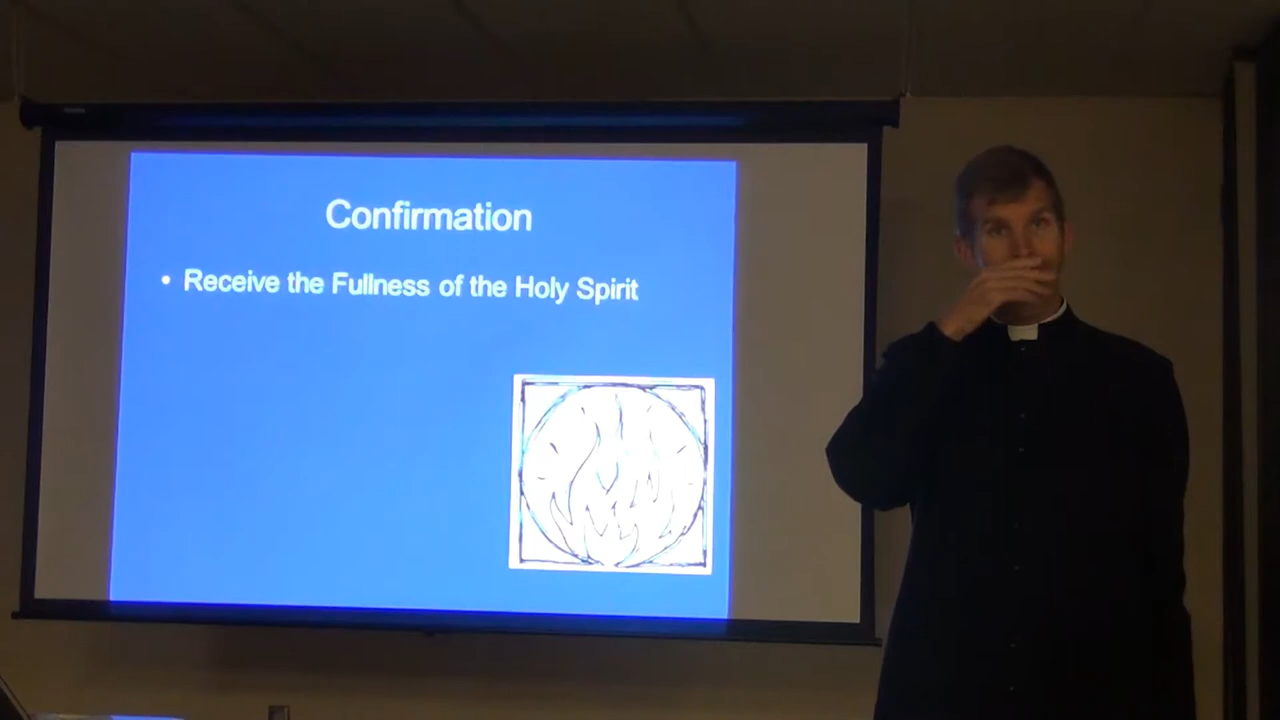 Confirmation
• Receive the Fullness of the Holy Spirit